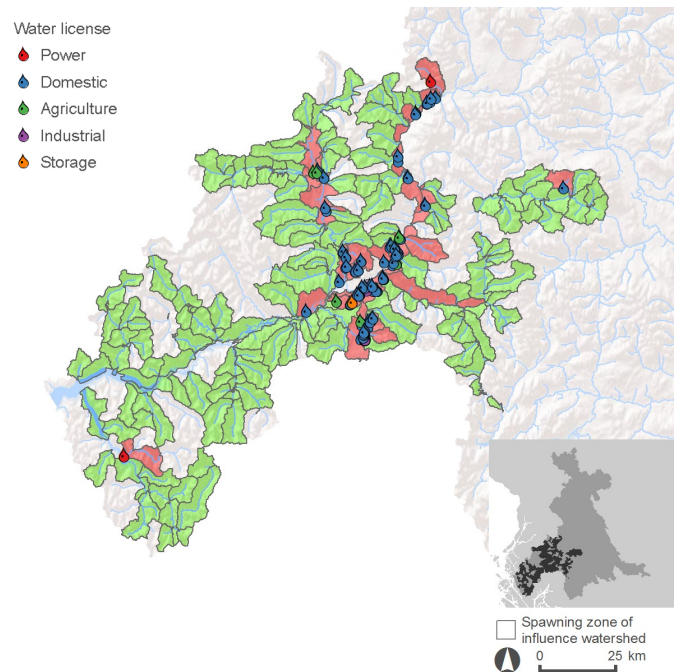 Water license
Power
Domestic
Agriculture
Industrial
Storage
Spawning zone of
influence watershed
0 25 km